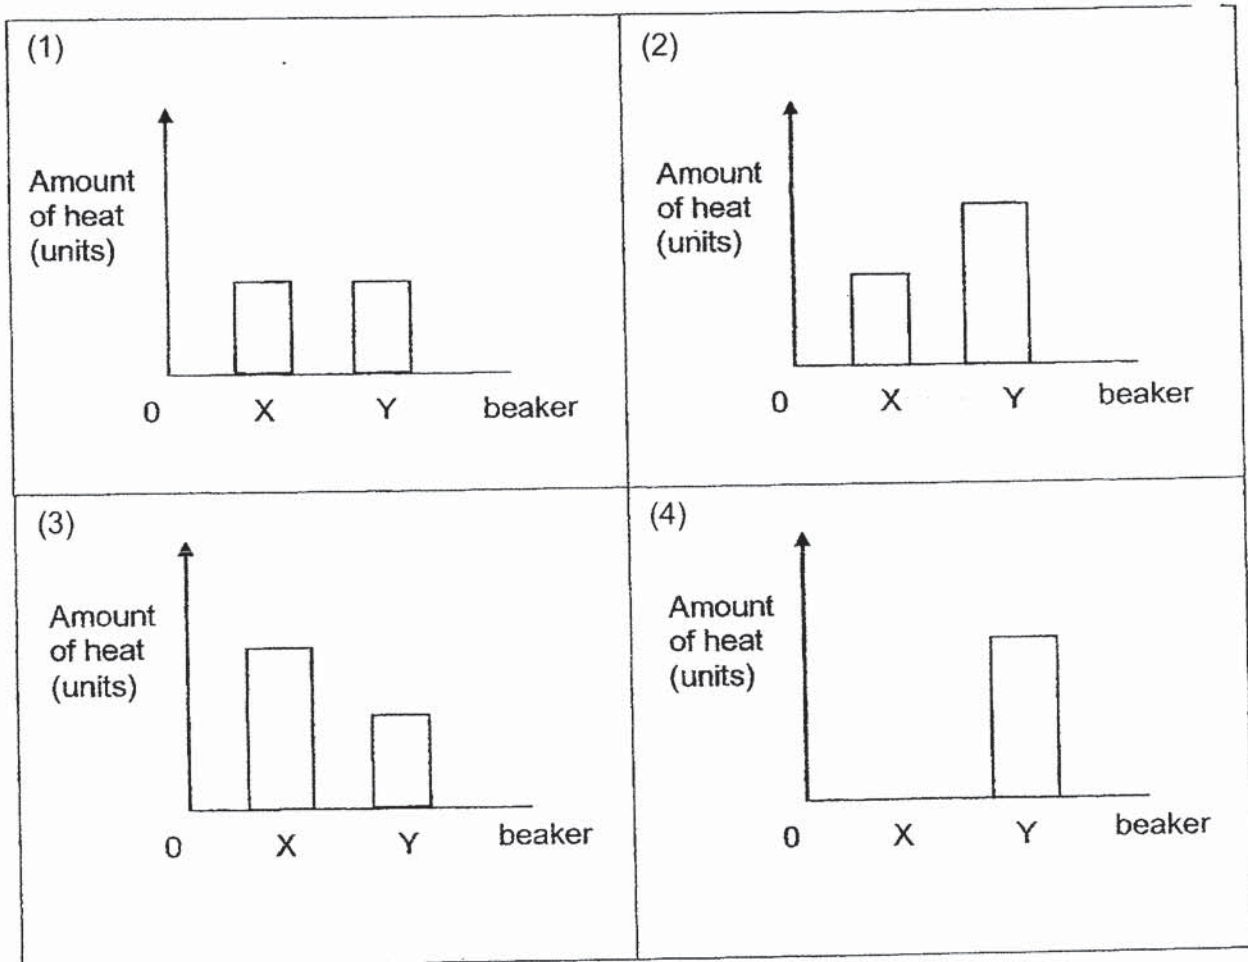 (1)
Amount
of heat
(units)
0 X Y beaker
(2)
Amount
of heat
(units)
0 X Y beaker
(3)
Amount
of heat
(units)
0 X Y beaker
(4)
Amount
of heat
(units)
0 X Y beaker